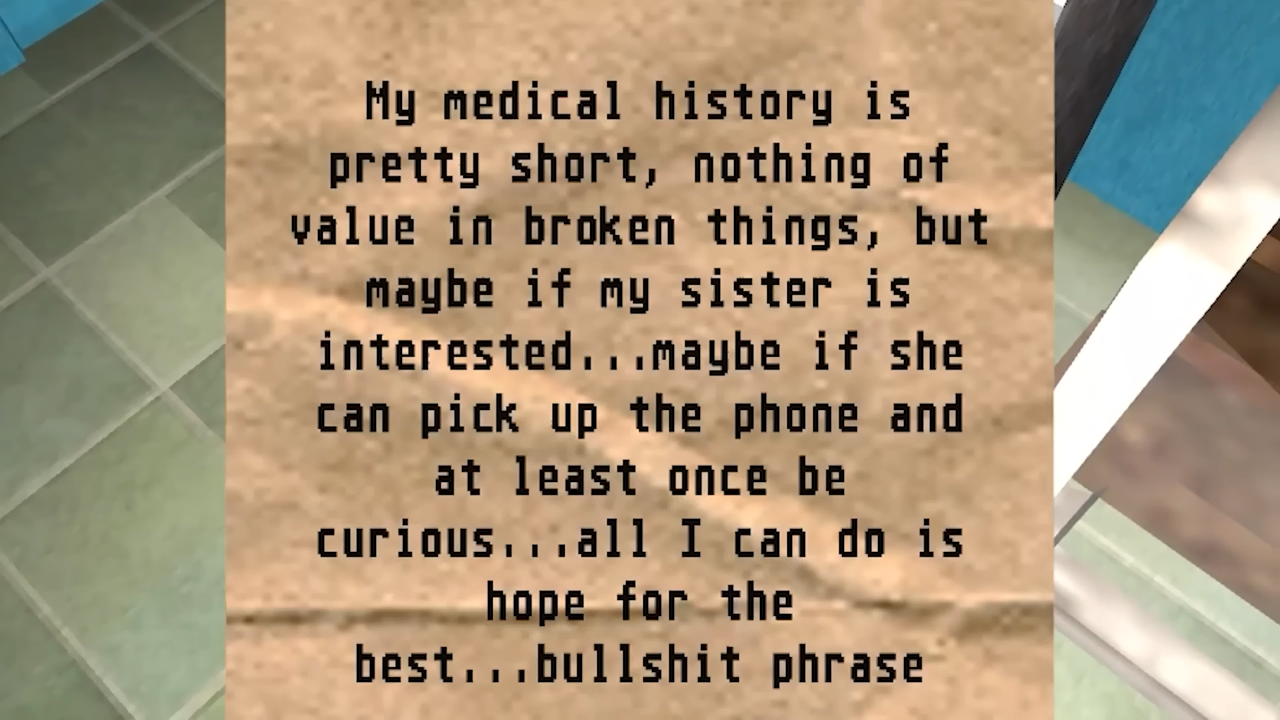 My medical history is
pretty short, nothing of
value in broken things, but
maybe if my sister is
interested...maybe if she
can pick up the phone and
at least once be
curious...all I can do is
hope for the
best...bullshit phrase